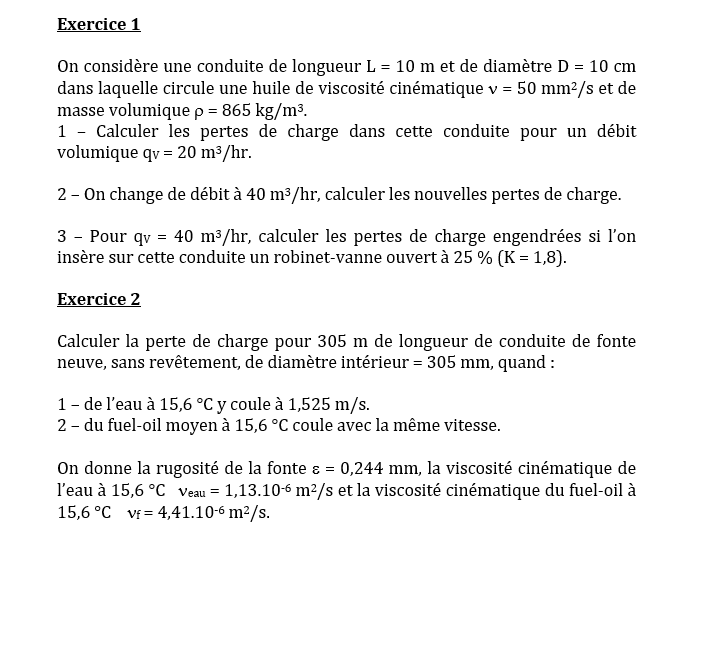 Exercice 1
On considère une conduite de longueur L = 10 m et de diamètre D = 10 cm
dans laquelle circule une huile de viscosité cinématique ν = 50 mm²/s et de
masse volumique ρ = 865 kg/m³.
1 – Calculer les pertes de charge dans cette conduite pour un débit
volumique qv = 20 m³/hr.
2 – On change de débit à 40 m³/hr, calculer les nouvelles pertes de charge.
3 – Pour qv = 40 m³/hr, calculer les pertes de charge engendrées si l'on
insère sur cette conduite un robinet-vanne ouvert à 25 % (K = 1,8).
Exercice 2
Calculer la perte de charge pour 305 m de longueur de conduite de fonte
neuve, sans revêtement, de diamètre intérieur = 305 mm, quand :
1 – de l'eau à 15,6 °C y coule à 1,525 m/s.
2 – du fuel-oil moyen à 15,6 °C coule avec la même vitesse.
On donne la rugosité de la fonte ε = 0,244 mm, la viscosité cinématique de
l'eau à 15,6 °C νeau = 1,13.10⁻⁶ m²/s et la viscosité cinématique du fuel-oil à
15,6 °C νf = 4,41.10⁻⁶ m²/s.